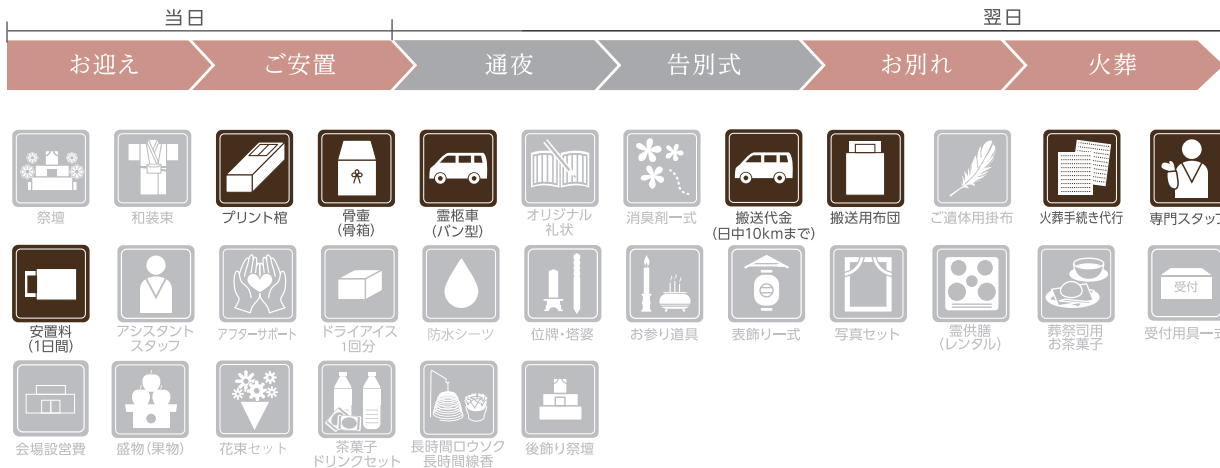 当日
翌日
お迎え
ご安置
通夜
告別式
お別れ
火葬
祭壇
和装束
プリント棺
骨壷
(骨箱)
霊柩車
(バン型)
オリジナル
礼状
消臭剤一式
搬送代金
(日中10kmまで)
搬送用布団
ご遺体用掛布
火葬手続き代行
専門スタッフ
安置料
(1日間)
アシスタント
スタッフ
アフターサポート
ドライアイス
1回分
防水シーツ
位牌・塔婆
お参り道具
表飾り一式
写真セット
霊供膳
(レンタル)
葬祭司用
お茶菓子
受付
受付用具一式
会場設営費
盛物(果物)
花束セット
茶菓子
ドリンクセット
長時間ロウソク
長時間線香
後飾り祭壇